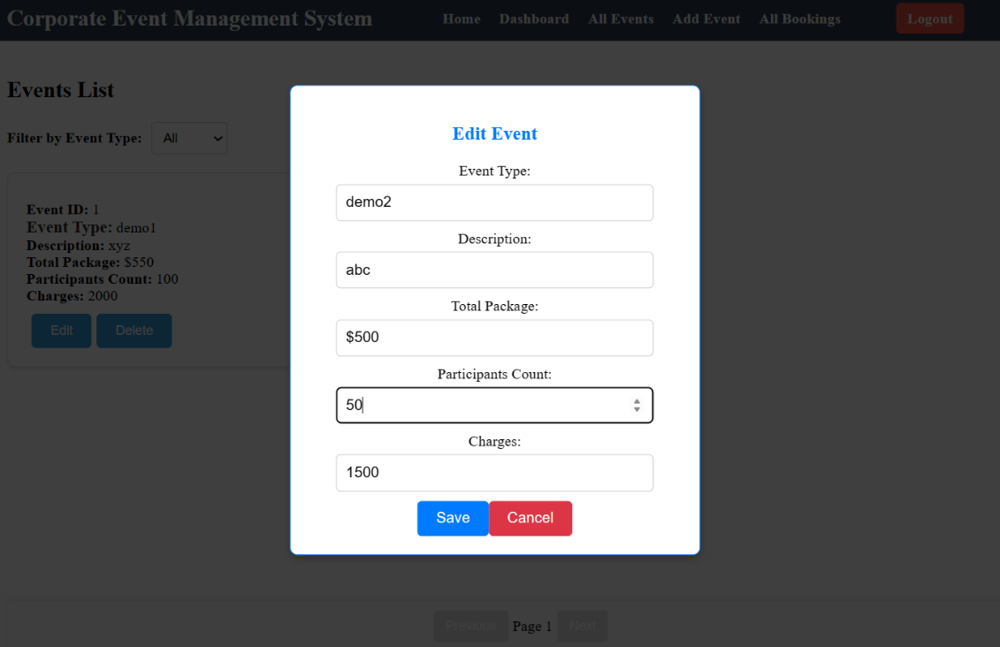 Corporate Event Management System
Home Dashboard All Events Add Event All Bookings Logout
Events List
Filter by Event Type: All
Event ID: 1
Event Type: demo1
Description: xyz
Total Package: $550
Participants Count: 100
Charges: 2000
Edit Delete
Edit Event
Event Type:
demo2
Description:
abc
Total Package:
$500
Participants Count:
50
Charges:
1500
Save Cancel
Previous Page 1 Next